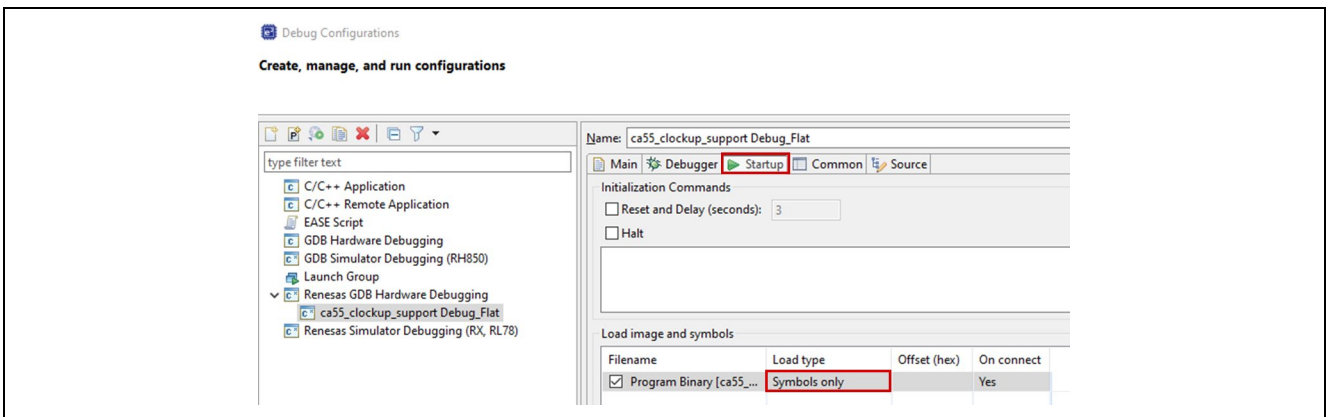 Debug Configurations
Create, manage, and run configurations
type filter text
C/C++ Application
C/C++ Remote Application
EASE Script
GDB Hardware Debugging
GDB Simulator Debugging (RH850)
Launch Group
Renesas GDB Hardware Debugging
ca55_clockup_support Debug_Flat
Renesas Simulator Debugging (RX, RL78)
Name: ca55_clockup_support Debug_Flat
Main Debugger Startup Common Source
Initialization Commands
Reset and Delay (seconds): 3
Halt
Load image and symbols
Filename Load type Offset (hex) On connect
Program Binary [ca55_... Symbols only Yes